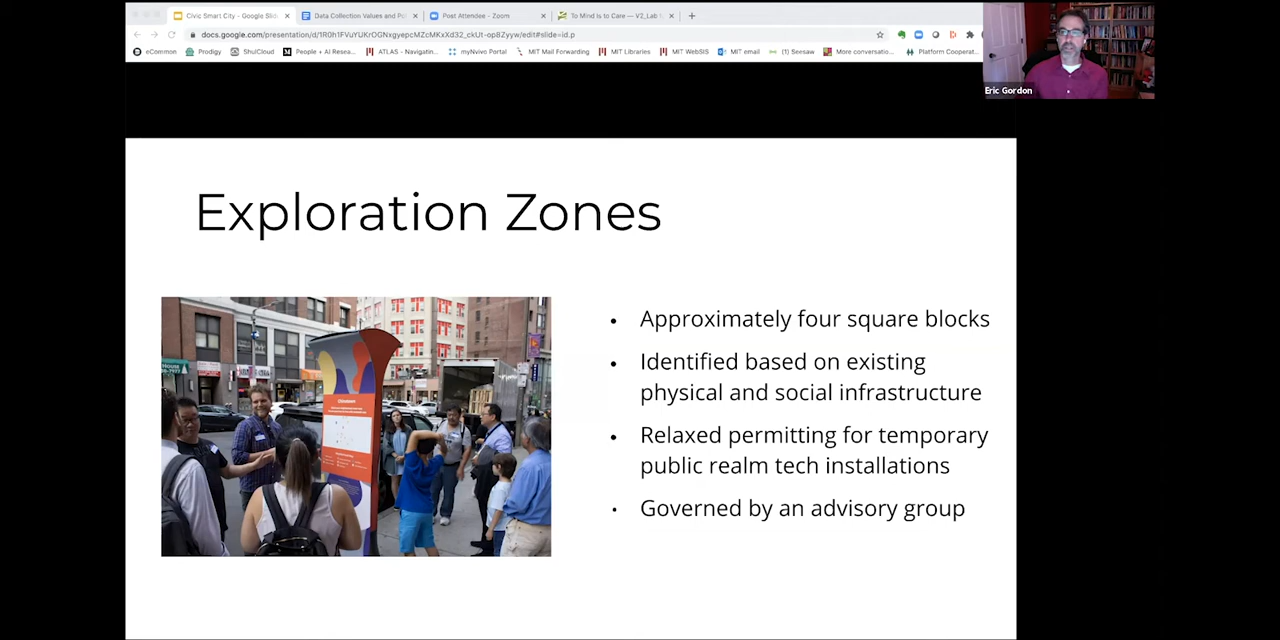 Civic Smart City - Google Slid
Data Collection Values and Po
Post Attendee - Zoom
To Mind Is to Care — V2_Lab f
docs.google.com/presentation/d/1R0h1FVuYUKrOGNxgyepcMZcMKxXd32_ckUt-op8Zyyw/edit#slide=id.p
eCommon
Prodigy
ShulCloud
People + AI Resea...
ATLAS - Navigatin...
myNvivo Portal
MIT Mail Forwarding
MIT Libraries
MIT WebSIS
MIT email
(1) Seesaw
More conversatio...
Platform Cooperat...
Eric Gordon
Exploration Zones
• Approximately four square blocks
• Identified based on existing
physical and social infrastructure
• Relaxed permitting for temporary
public realm tech installations
• Governed by an advisory group